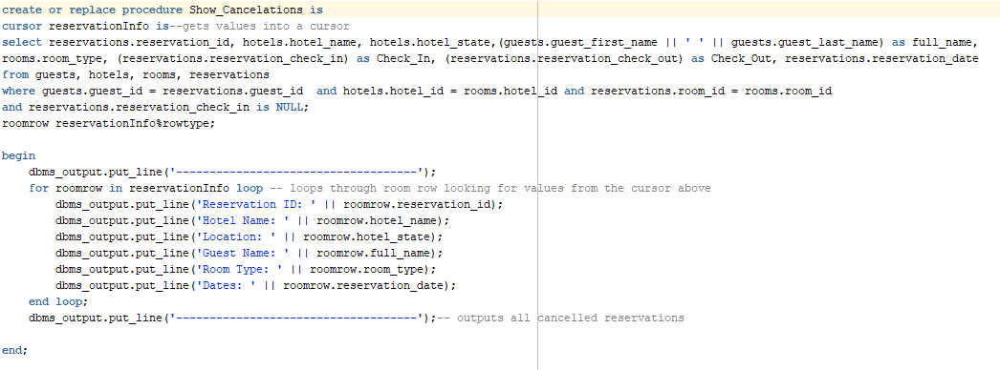 create or replace procedure Show_Cancelations is
cursor reservationInfo is--gets values into a cursor
select reservations.reservation_id, hotels.hotel_name, hotels.hotel_state,(guests.guest_first_name || ' ' || guests.guest_last_name) as full_name,
rooms.room_type, (reservations.reservation_check_in) as Check_In, (reservations.reservation_check_out) as Check_Out, reservations.reservation_date
from guests, hotels, rooms, reservations
where guests.guest_id = reservations.guest_id  and hotels.hotel_id = rooms.hotel_id and reservations.room_id = rooms.room_id
and reservations.reservation_check_in is NULL;
roomrow reservationInfo%rowtype;

begin
    dbms_output.put_line('------------------------------------');
    for roomrow in reservationInfo loop -- loops through room row looking for values from the cursor above
        dbms_output.put_line('Reservation ID: ' || roomrow.reservation_id);
        dbms_output.put_line('Hotel Name: ' || roomrow.hotel_name);
        dbms_output.put_line('Location: ' || roomrow.hotel_state);
        dbms_output.put_line('Guest Name: ' || roomrow.full_name);
        dbms_output.put_line('Room Type: ' || roomrow.room_type);
        dbms_output.put_line('Dates: ' || roomrow.reservation_date);
    end loop;
    dbms_output.put_line('------------------------------------');-- outputs all cancelled reservations

end;